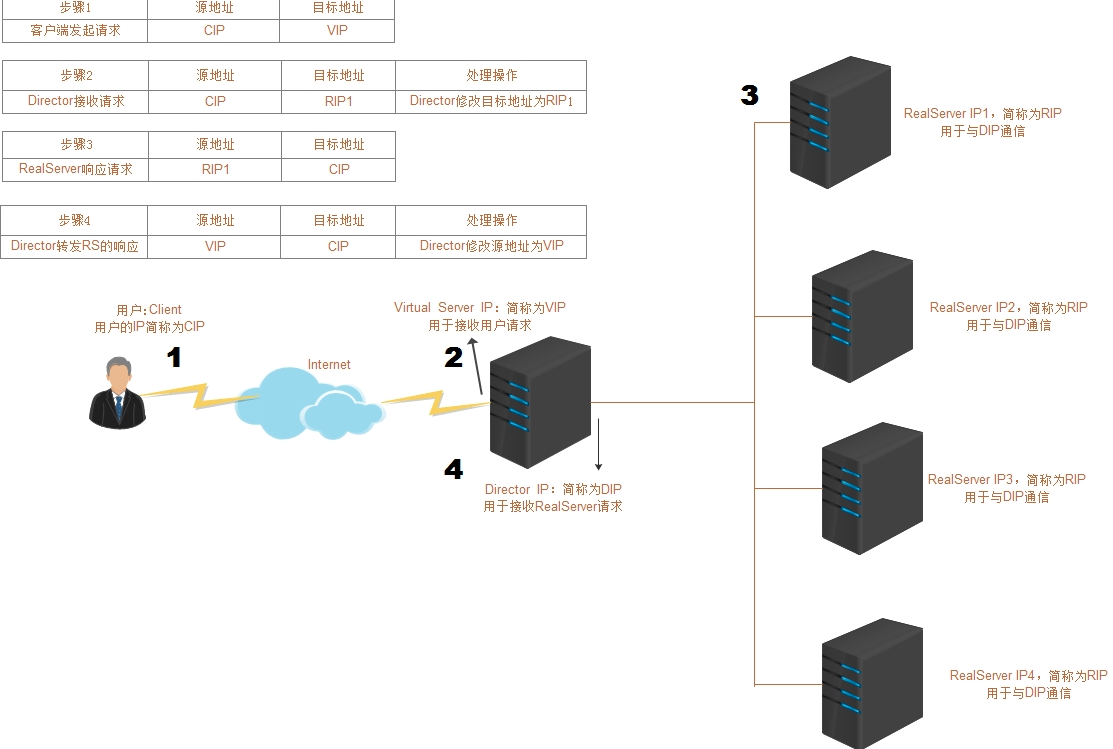 步骤1 源地址 目标地址
客户端发起请求 CIP VIP
步骤2 源地址 目标地址 处理操作
Director接收请求 CIP RIP1 Director修改目标地址为RIP1
步骤3 源地址 目标地址
RealServer响应请求 RIP1 CIP
步骤4 源地址 目标地址 处理操作
Director转发RS的响应 VIP CIP Director修改源地址为VIP
用户:Client
用户的IP简称为CIP
1
Internet
Virtual Server IP：简称为VIP
用于接收用户请求
2
4
Director IP：简称为DIP
用于接收RealServer请求
3
RealServer IP1，简称为RIP
用于与DIP通信
RealServer IP2，简称为RIP
用于与DIP通信
RealServer IP3，简称为RIP
用于与DIP通信
RealServer IP4，简称为RIP
用于与DIP通信